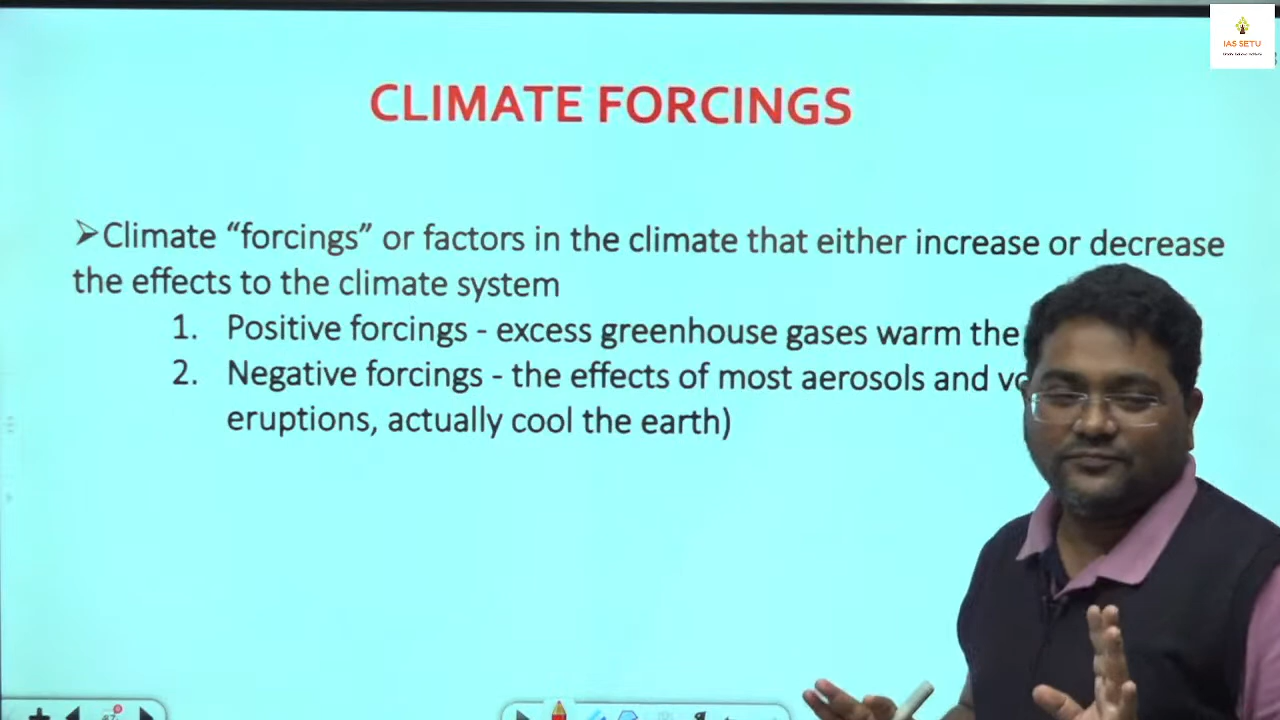 IAS SETU
CLIMATE FORCINGS
➢Climate “forcings” or factors in the climate that either increase or decrease
the effects to the climate system
1. Positive forcings - excess greenhouse gases warm the
2. Negative forcings - the effects of most aerosols and
eruptions, actually cool the earth)